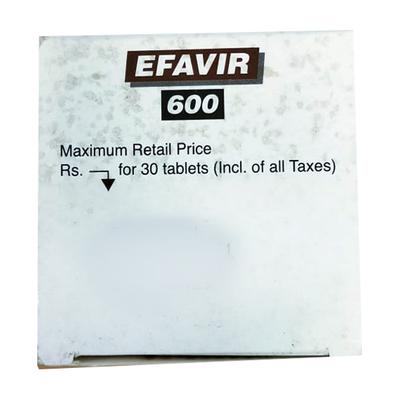 EFAVIR
600
Maximum Retail Price
Rs. for 30 tablets (Incl. of all Taxes)